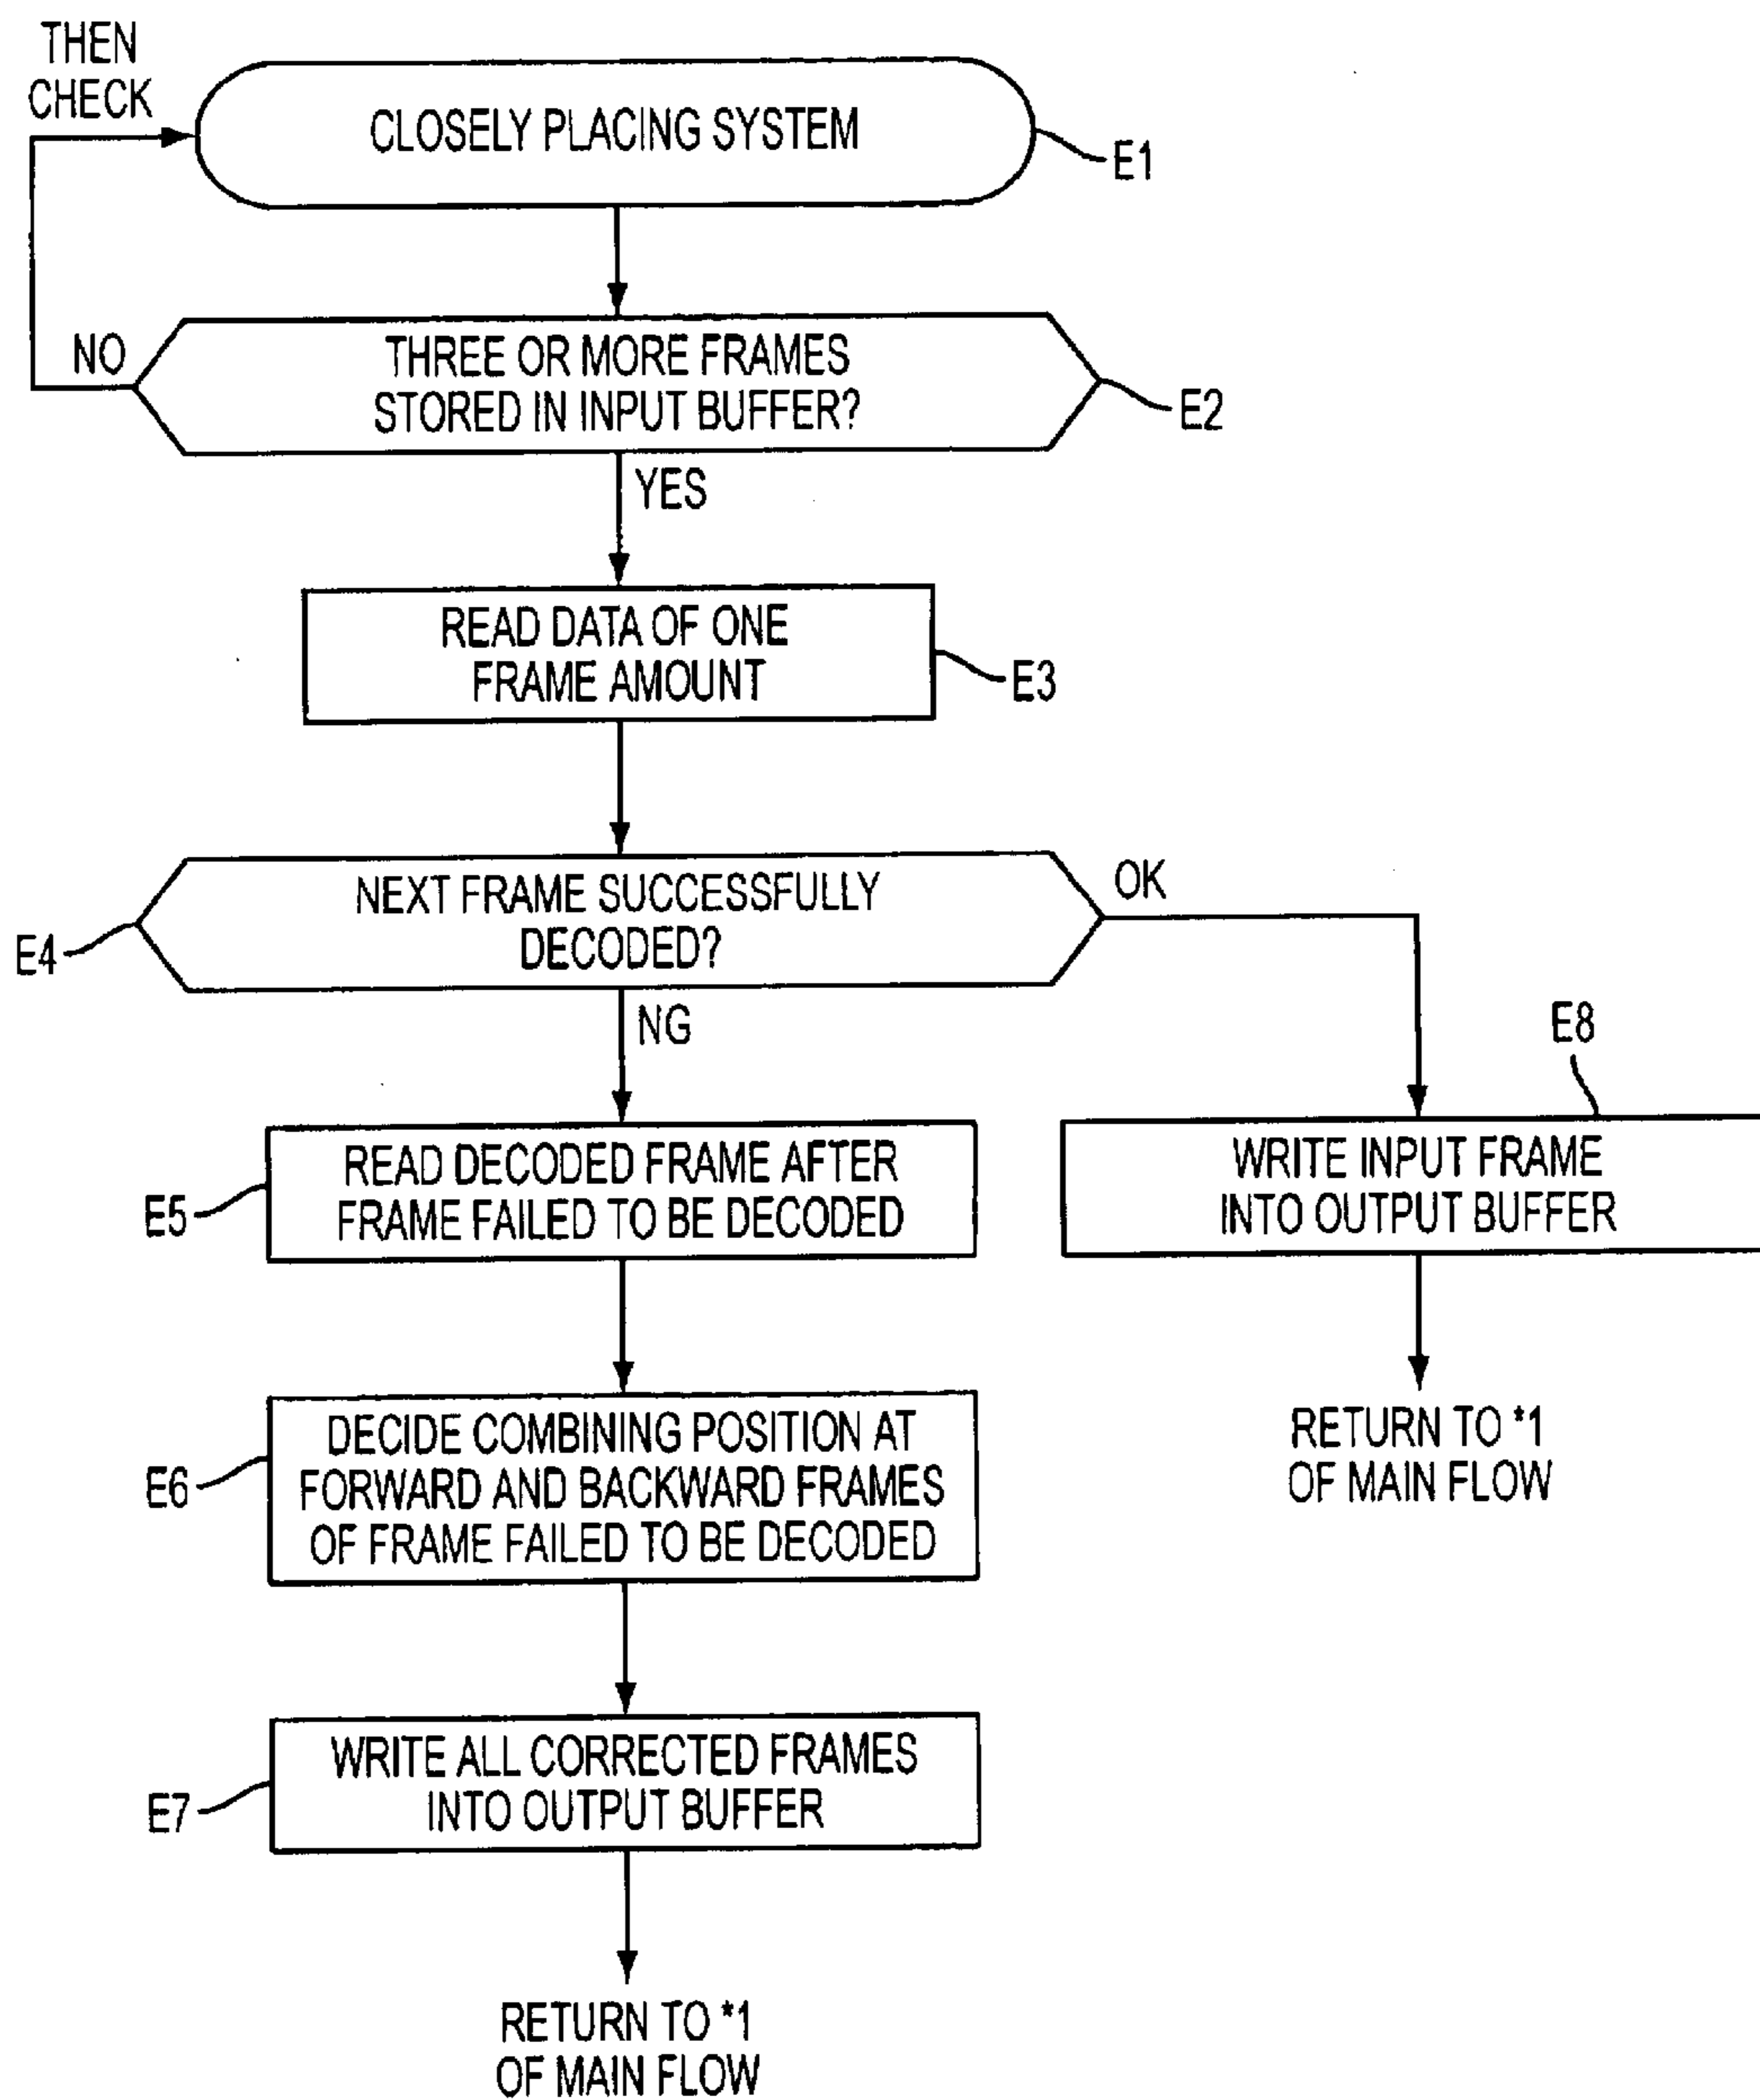 THEN
CHECK
CLOSELY PLACING SYSTEM
E1
NO
THREE OR MORE FRAMES
STORED IN INPUT BUFFER?
E2
YES
READ DATA OF ONE
FRAME AMOUNT
E3
NEXT FRAME SUCCESSFULLY
DECODED?
OK
E4
NG
E8
READ DECODED FRAME AFTER
FRAME FAILED TO BE DECODED
E5
WRITE INPUT FRAME
INTO OUTPUT BUFFER
DECIDE COMBINING POSITION AT
FORWARD AND BACKWARD FRAMES
OF FRAME FAILED TO BE DECODED
E6
RETURN TO *1
OF MAIN FLOW
WRITE ALL CORRECTED FRAMES
INTO OUTPUT BUFFER
E7
RETURN TO *1
OF MAIN FLOW